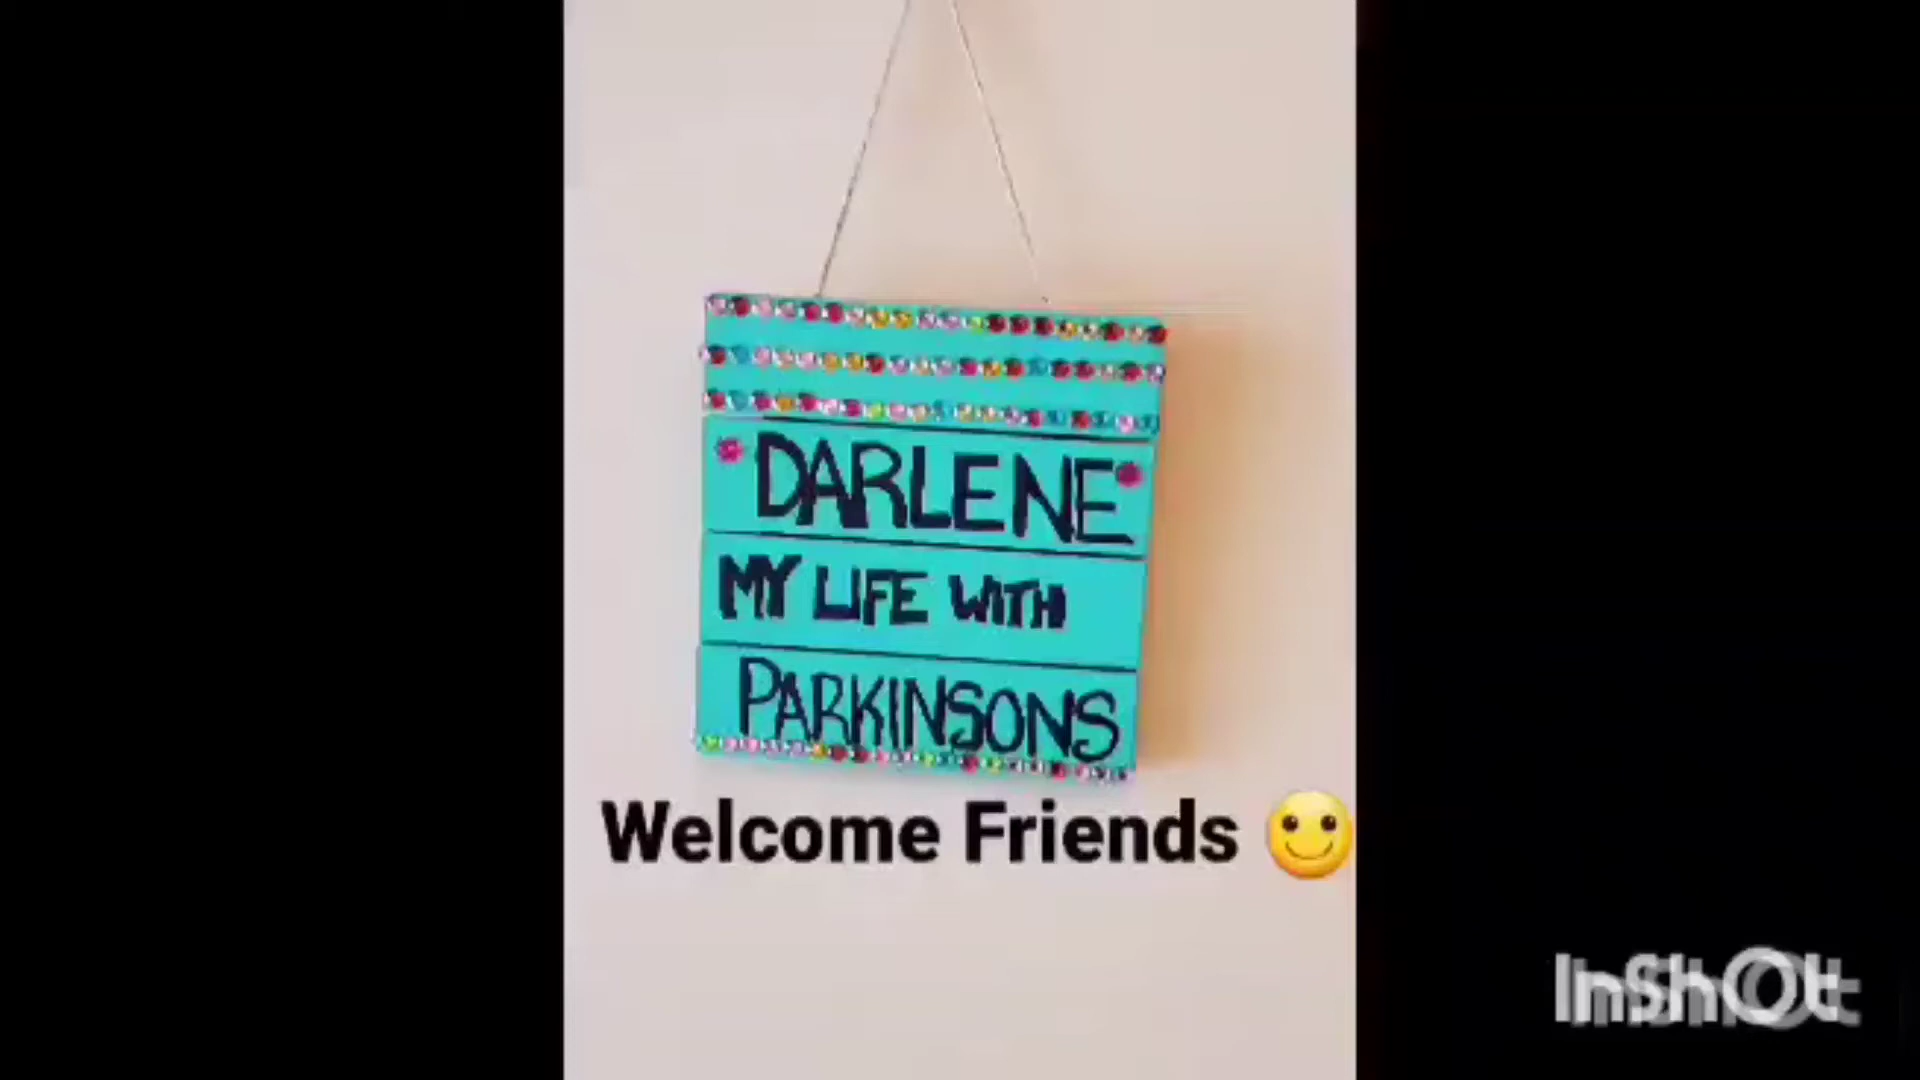 DARLENE
MY LIFE WITH
PARKINSONS
Welcome Friends 🙂
InShOt